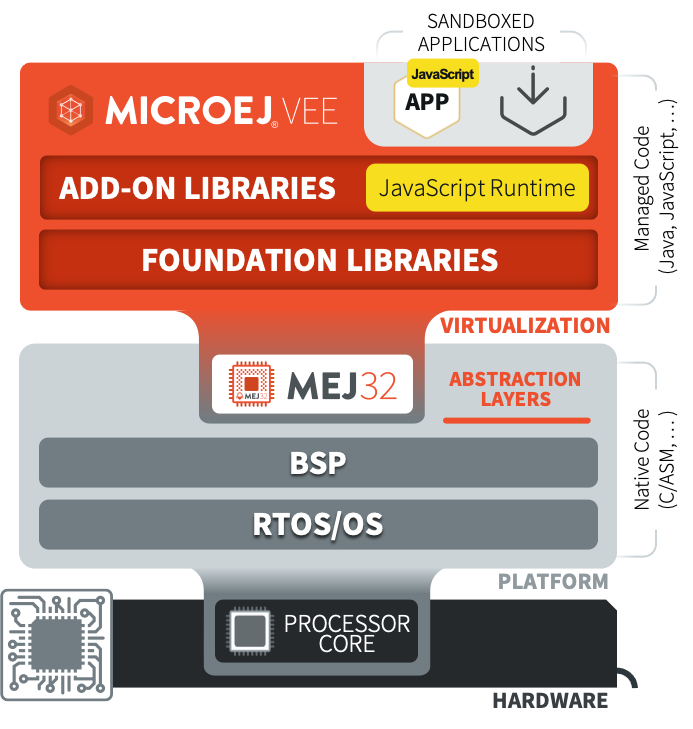 SANDBOXED
APPLICATIONS
JavaScript
APP
MICROEJ® VEE
ADD-ON LIBRARIES
JavaScript Runtime
FOUNDATION LIBRARIES
Managed Code
(Java, JavaScript,...)
VIRTUALIZATION
MEJ32
MEJ32
ABSTRACTION
LAYERS
BSP
RTOS/OS
Native Code
(C/ASM,... )
PLATFORM
PROCESSOR
CORE
HARDWARE